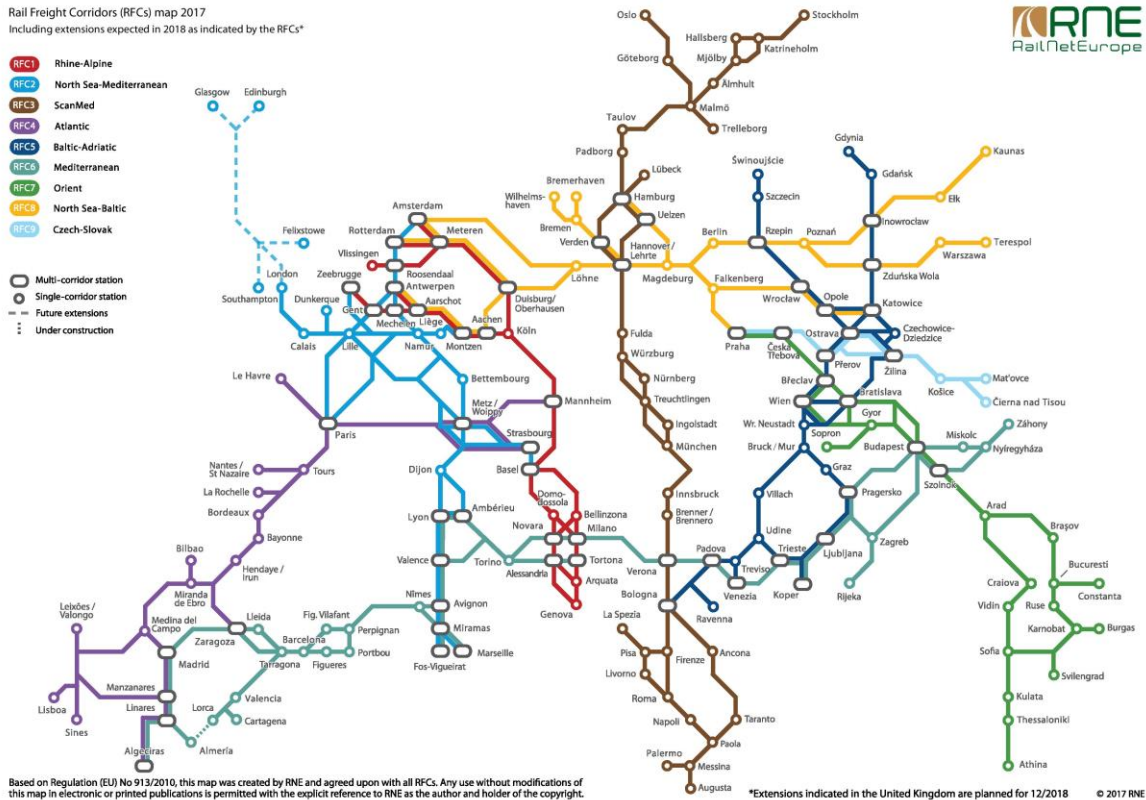 Rail Freight Corridors (RFCs) map 2017
Including extensions expected in 2018 as indicated by the RFCs*
RNE
RailNetEurope
RFC1 Rhine-Alpine
RFC2 North Sea-Mediterranean
RFC3 ScanMed
RFC4 Atlantic
RFC5 Baltic-Adriatic
RFC6 Mediterranean
RFC7 Orient
RFC8 North Sea-Baltic
RFC9 Czech-Slovak
Multi-corridor station
Single-corridor station
Future extensions
Under construction
Oslo
Stockholm
Hallsberg
Katrineholm
Göteborg
Mjölby
Älmhult
Malmö
Taulov
Trelleborg
Padborg
Glasgow
Edinburgh
Gdynia
Kaunas
Świnoujście
Lübeck
Gdańsk
Bremerhaven
Wilhelms-
haven
Hamburg
Szczecin
Ełk
Amsterdam
Uelzen
Inowrocław
Bremen
Felixstowe
Rotterdam
Meteren
Verden
Hannover /
Lehrte
Berlin
Rzepin
Poznań
Terespol
Warszawa
Vlissingen
Roosendaal
London
Zeebrugge
Löhne
Magdeburg
Falkenberg
Zduńska Wola
Southampton
Dunkerque
Antwerpen
Duisburg/
Oberhausen
Wrocław
Opole
Katowice
Gent
Aarschot
Mechelen
Liège
Aachen
Calais
Lille
Namur
Montzen
Köln
Fulda
Praha
Česká
Třebova
Ostrava
Czechowice-
Dziedzice
Würzburg
Přerov
Žilina
Le Havre
Bettembourg
Nürnberg
Břeclav
Košice
Maťovce
Čierna nad Tisou
Metz /
Woippy
Mannheim
Treuchtlingen
Wien
Bratislava
Paris
Strasbourg
Ingolstadt
Wr. Neustadt
Gyor
Sopron
Záhony
München
Bruck / Mur
Budapest
Miskolc
Nyíregyháza
Nantes /
St Nazaire
Tours
Dijon
Basel
Graz
Szolnok
La Rochelle
Domo-
dossola
Innsbruck
Villach
Pragersko
Bordeaux
Lyon
Ambérieu
Bellinzona
Brenner /
Brennero
Arad
Brașov
Novara
Milano
Bayonne
Udine
Zagreb
Bilbao
Valence
Torino
Alessandria
Tortona
Verona
Padova
Treviso
Trieste
Ljubljana
Hendaye /
Irun
Arquata
Venezia
Koper
Rijeka
Craiova
Bucuresti
Constanta
Miranda
de Ebro
Nîmes
Avignon
Genova
Bologna
Ravenna
Vidin
Ruse
Leixões /
Valongo
Medina del
Campo
Lleida
Fig.Vilafant
Perpignan
La Spezia
Miramas
Zaragoza
Barcelona
Karnobat
Burgas
Madrid
Tarragona
Figueres
Portbou
Fos-Vigueirat
Marseille
Pisa
Firenze
Ancona
Sofia
Svilengrad
Livorno
Manzanares
Valencia
Roma
Kulata
Lisboa
Linares
Lorca
Cartagena
Napoli
Taranto
Thessaloniki
Sines
Algeciras
Almería
Palermo
Paola
Messina
Athina
Augusta
Based on Regulation (EU) No 913/2010, this map was created by RNE and agreed upon with all RFCs. Any use without modifications of
this map in electronic or printed publications is permitted with the explicit reference to RNE as the author and holder of the copyright.
*Extensions indicated in the United Kingdom are planned for 12/2018
© 2017 RNE